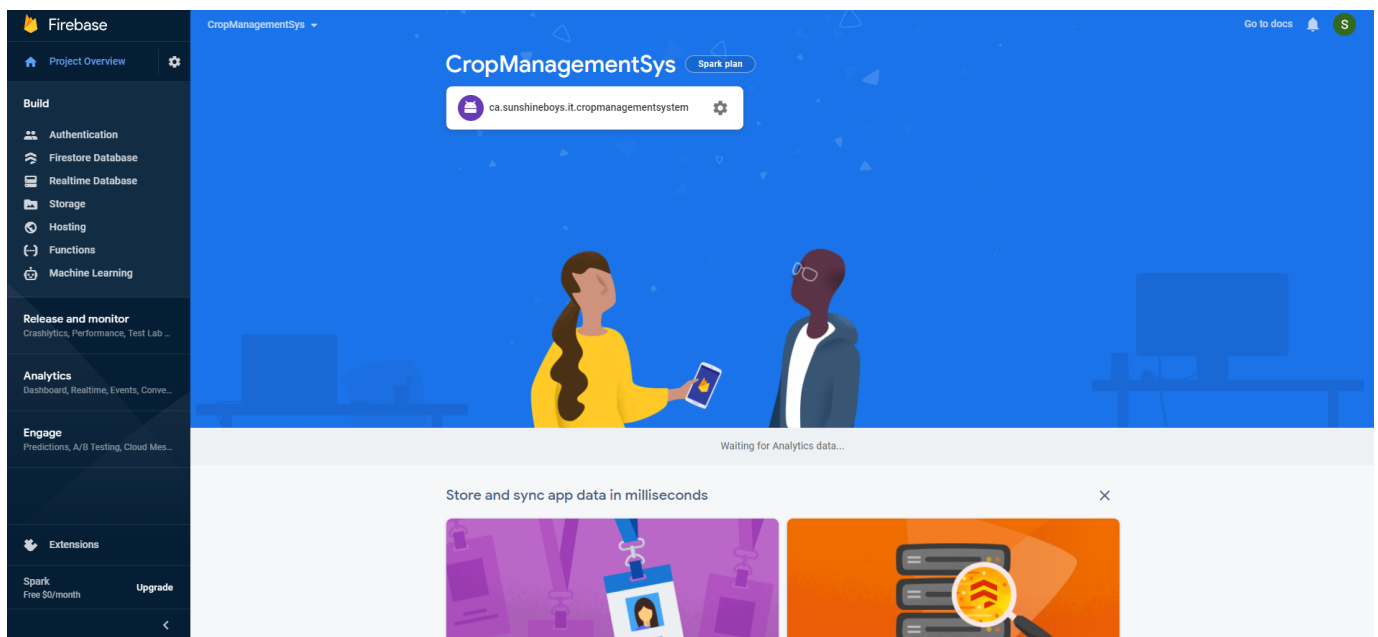 Firebase
CropManagementSys
Go to docs
S
Project Overview
CropManagementSys
Spark plan
ca.sunshineboys.it.cropmanagementsystem
Build
Authentication
Firestore Database
Realtime Database
Storage
Hosting
Functions
Machine Learning
Release and monitor
Crashlytics, Performance, Test Lab ...
Analytics
Dashboard, Realtime, Events, Conve...
Engage
Predictions, A/B Testing, Cloud Mes...
Waiting for Analytics data...
Store and sync app data in milliseconds
Extensions
Spark
Free $0/month
Upgrade